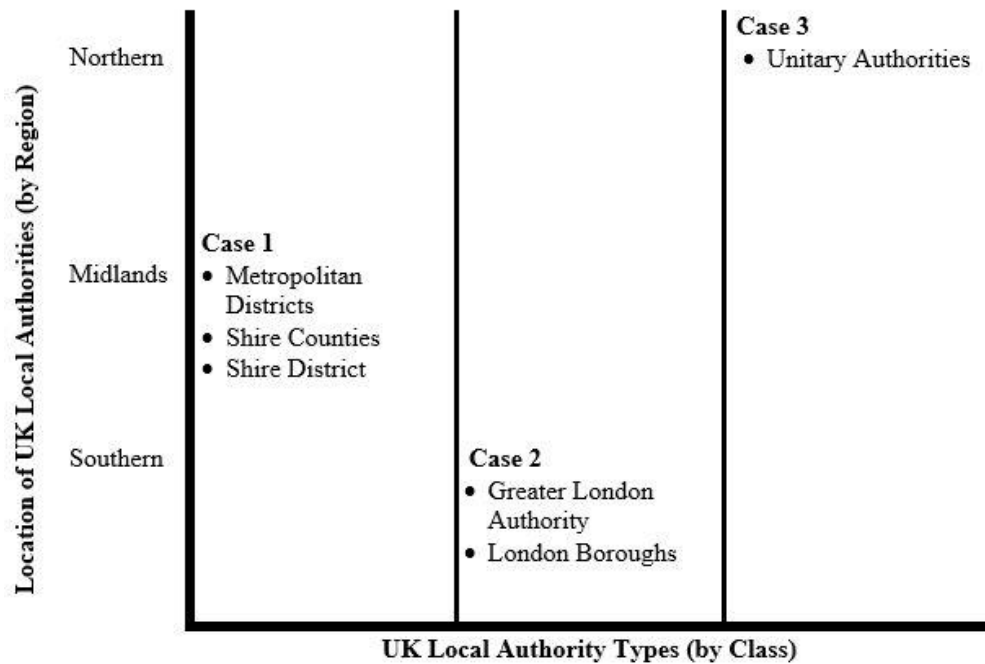 Location of UK Local Authorities (by Region)
Northern
Midlands
Southern
Case 1
• Metropolitan
Districts
• Shire Counties
• Shire District
Case 2
• Greater London
Authority
• London Boroughs
Case 3
• Unitary Authorities
UK Local Authority Types (by Class)